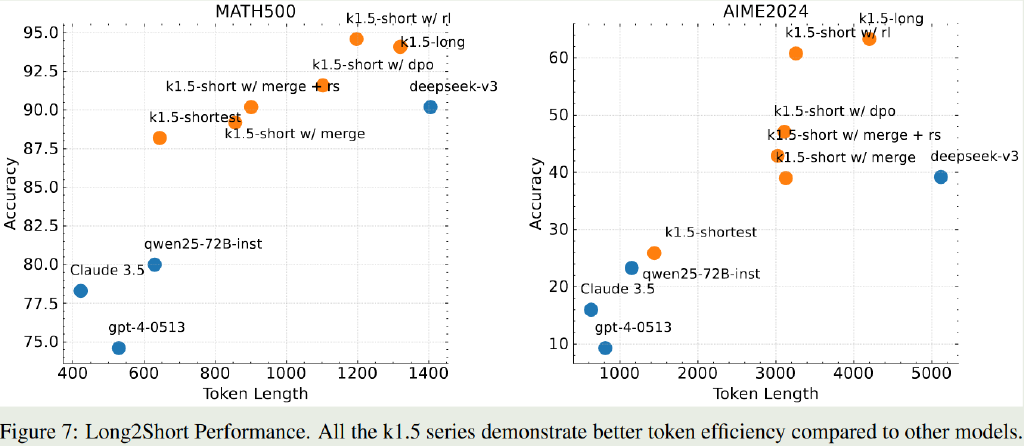 MATH500
k1.5-short w/ rl
k1.5-long
k1.5-short w/ dpo
k1.5-short w/ merge + rs
deepseek-v3
k1.5-shortest
k1.5-short w/ merge
qwen25-72B-inst
Claude 3.5
gpt-4-0513
95.0
92.5
90.0
87.5
85.0
82.5
80.0
77.5
75.0
Accuracy
400 600 800 1000 1200 1400
Token Length
AIME2024
k1.5-long
k1.5-short w/ rl
k1.5-short w/ dpo
k1.5-short w/ merge + rs
k1.5-short w/ merge
deepseek-v3
k1.5-shortest
qwen25-72B-inst
Claude 3.5
gpt-4-0513
60
50
40
30
20
10
Accuracy
1000 2000 3000 4000 5000
Token Length
Figure 7: Long2Short Performance. All the k1.5 series demonstrate better token efficiency compared to other models.